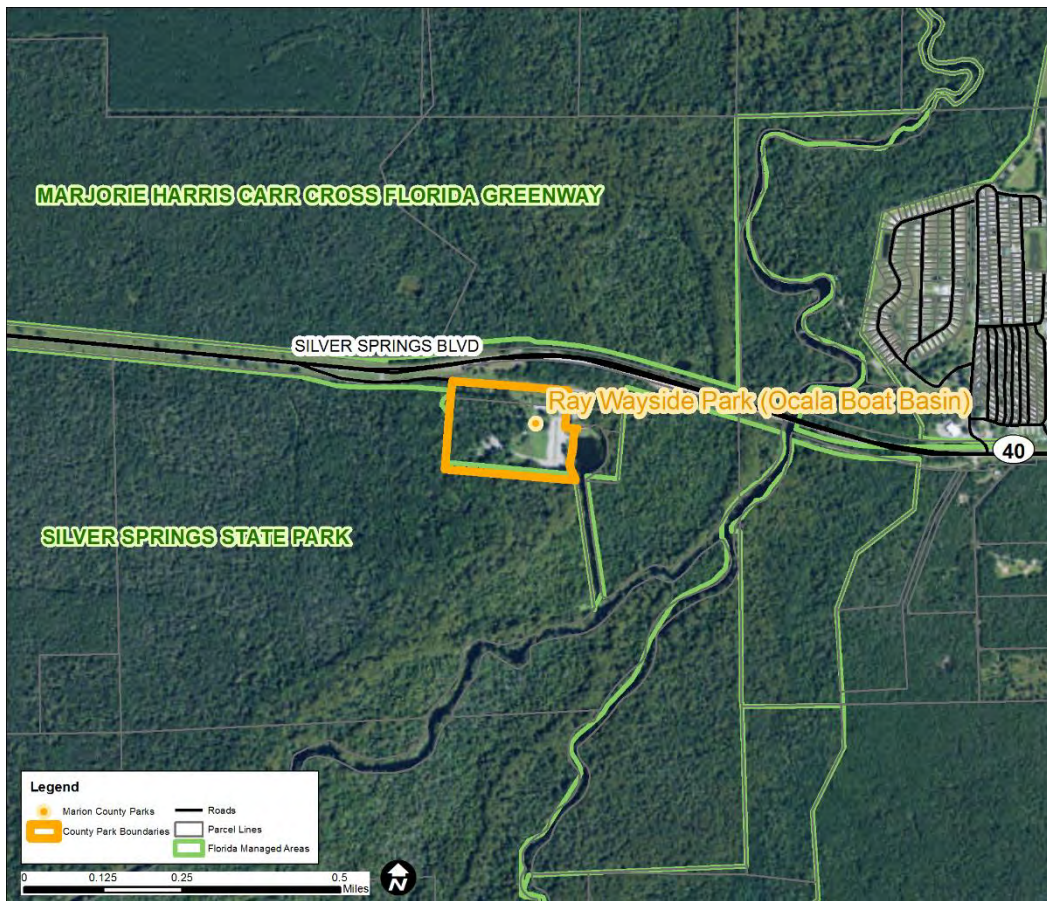 MARJORIE HARRIS CARR CROSS FLORIDA GREENWAY
SILVER SPRINGS BLVD
Ray Wayside Park (Ocala Boat Basin)
40
SILVER SPRINGS STATE PARK
Legend
Marion County Parks
County Park Boundaries
Roads
Parcel Lines
Florida Managed Areas
0 0.125 0.25 0.5
Miles
N